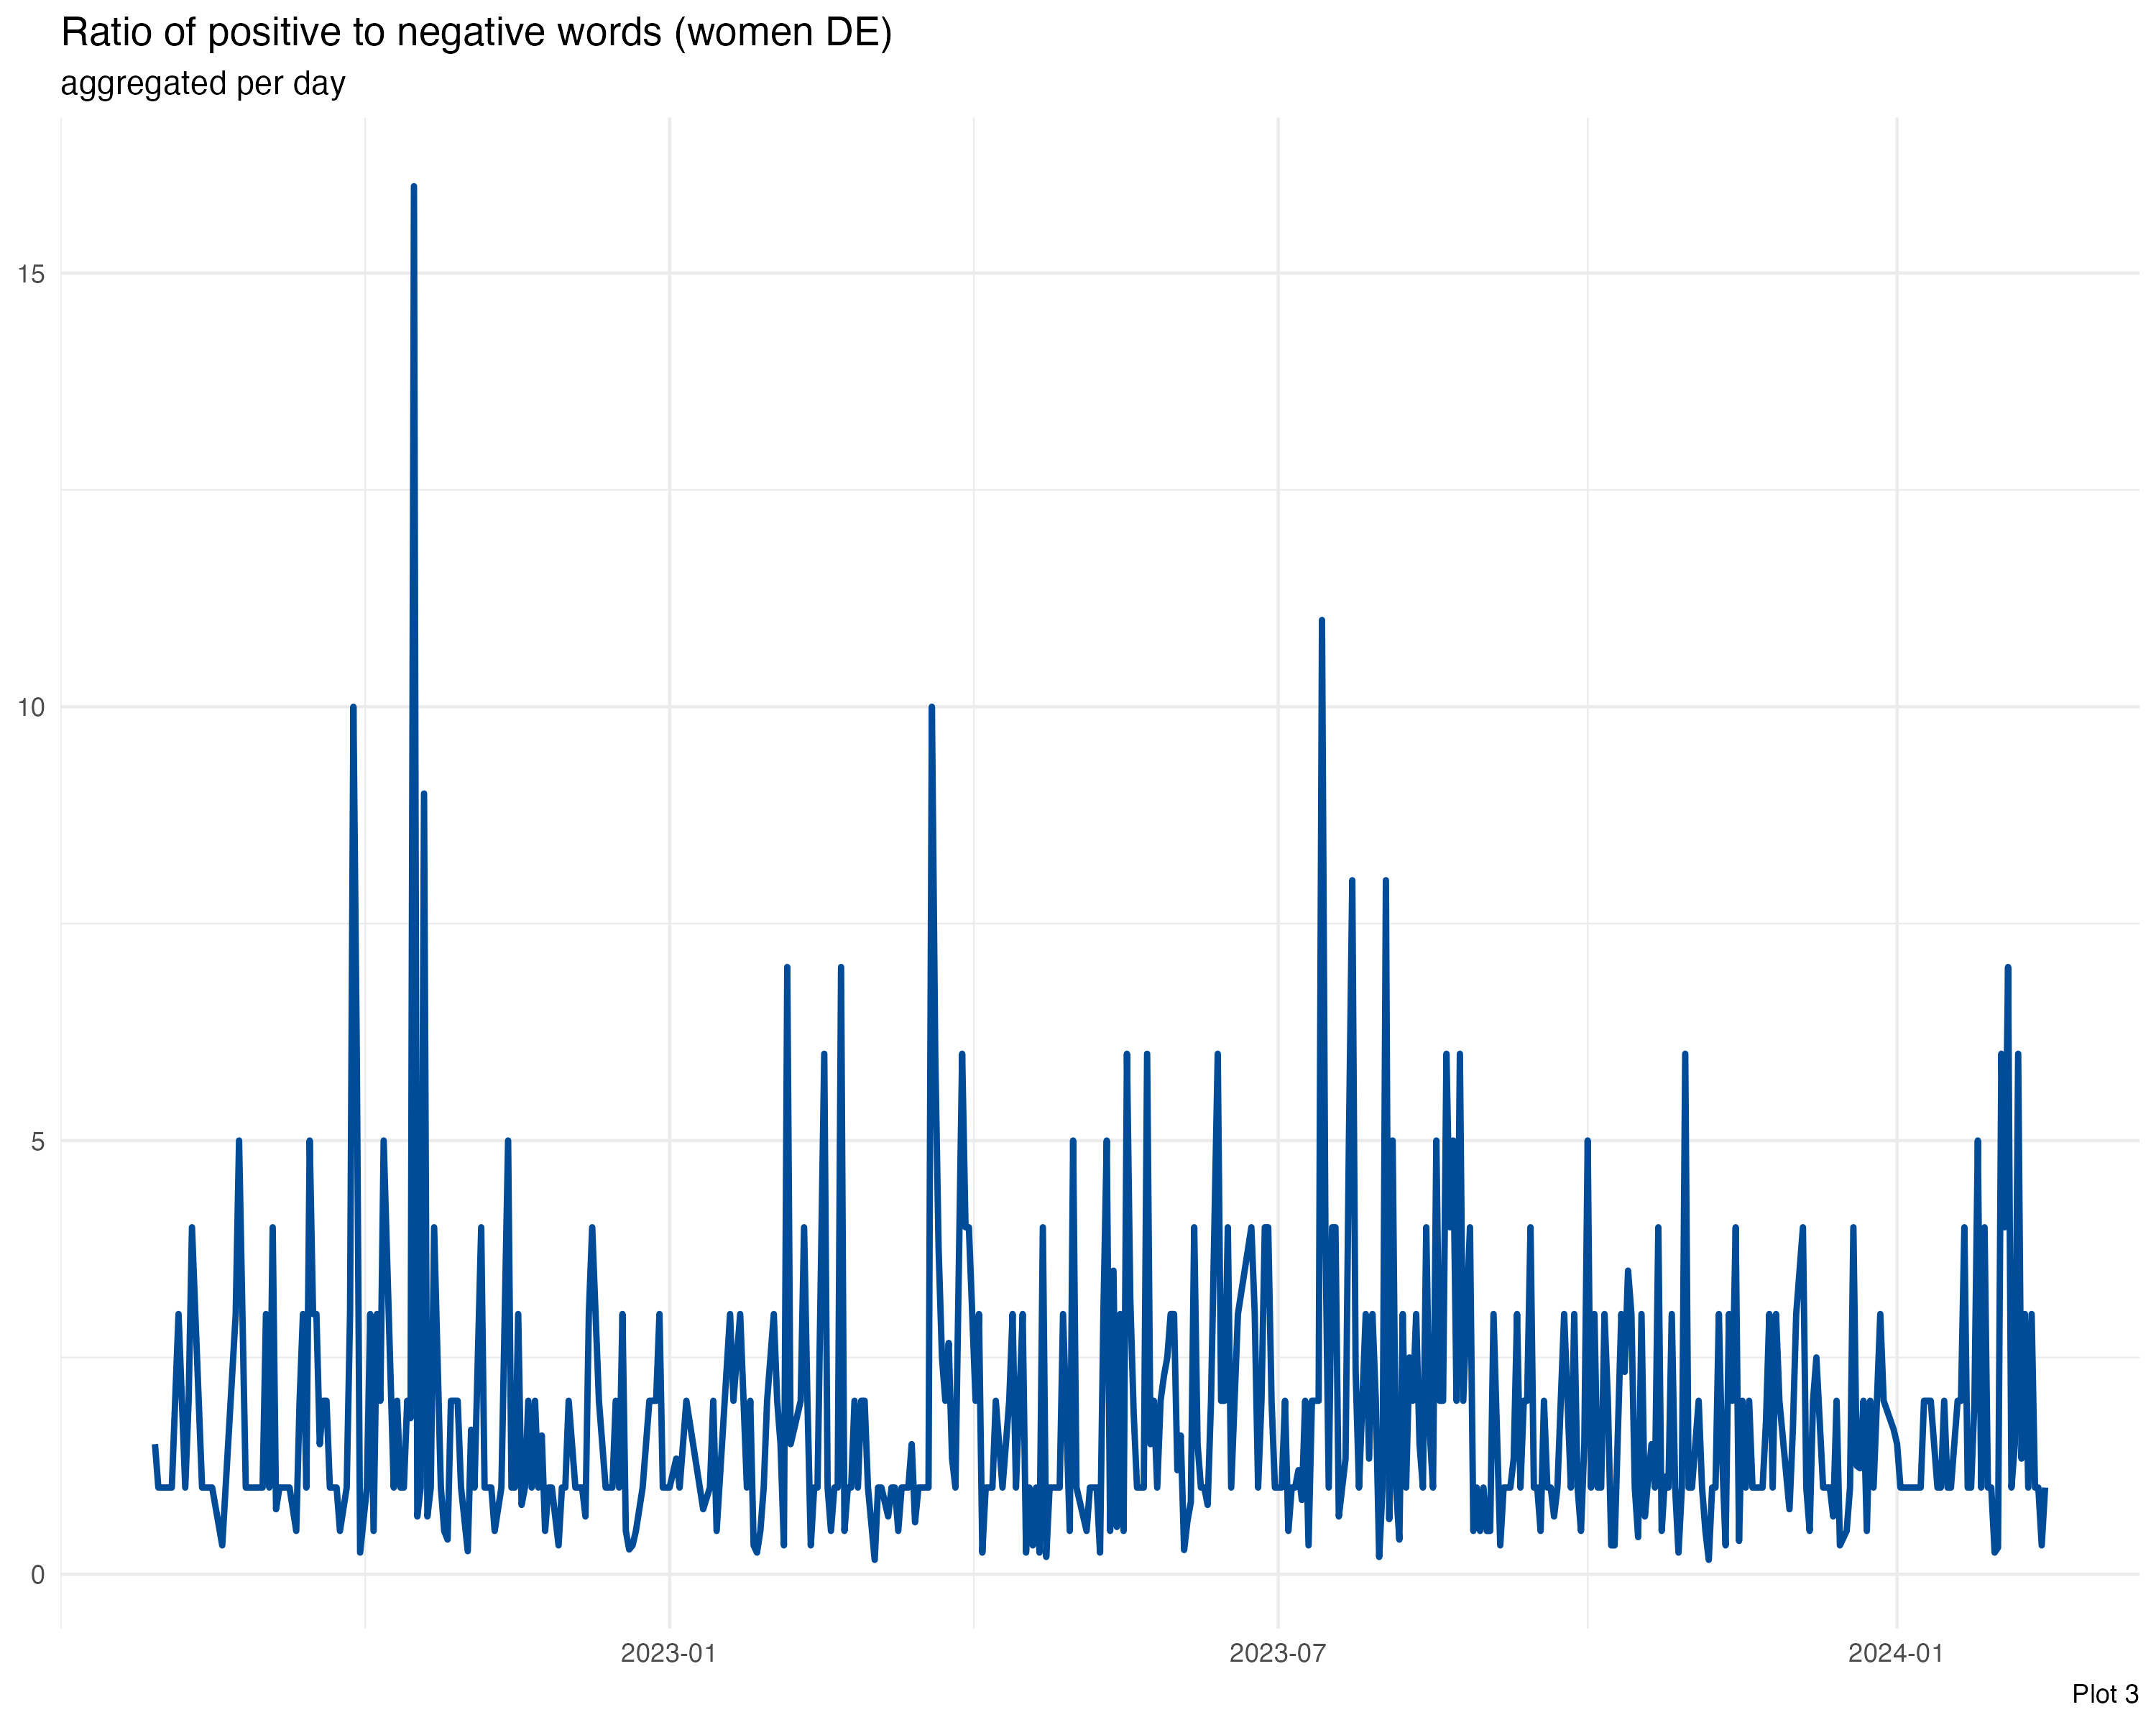 Ratio of positive to negative words (women DE)
aggregated per day
15
10
5
0
2023-01
2023-07
2024-01
Plot 3